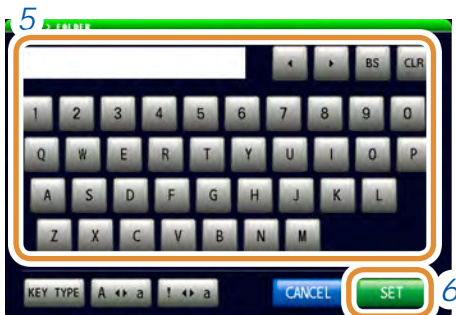 5
2 FOLDER
BS CLR
1 2 3 4 5 6 7 8 9 0
Q W E R T Y U I O P
A S D F G H J K L
Z X C V B N M
KEY TYPE A ◂▸ a ! ◂▸ a CANCEL SET 6